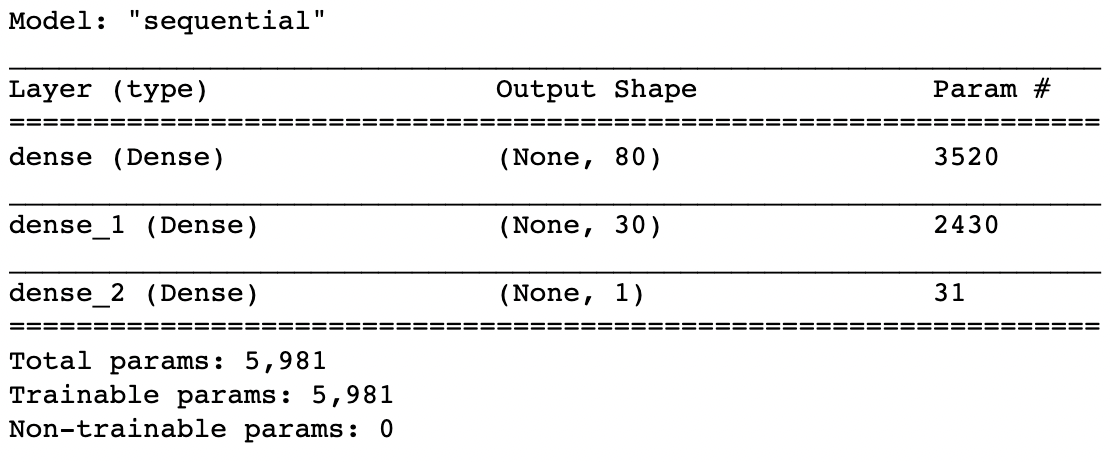 Model: "sequential"
Layer (type) Output Shape Param #
dense (Dense) (None, 80) 3520
dense_1 (Dense) (None, 30) 2430
dense_2 (Dense) (None, 1) 31
Total params: 5,981
Trainable params: 5,981
Non-trainable params: 0